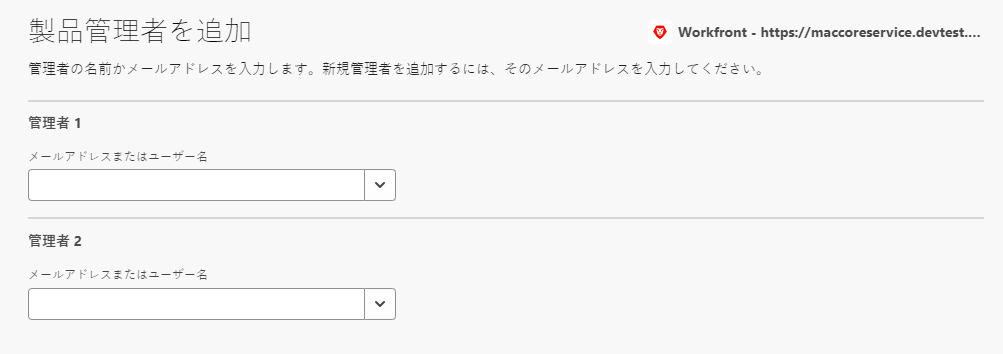 製品管理者を追加
Workfront - https://maccoreservice.devtest....
管理者の名前かメールアドレスを入力します。新規管理者を追加するには、そのメールアドレスを入力してください。
管理者 1
メールアドレスまたはユーザー名
管理者 2
メールアドレスまたはユーザー名